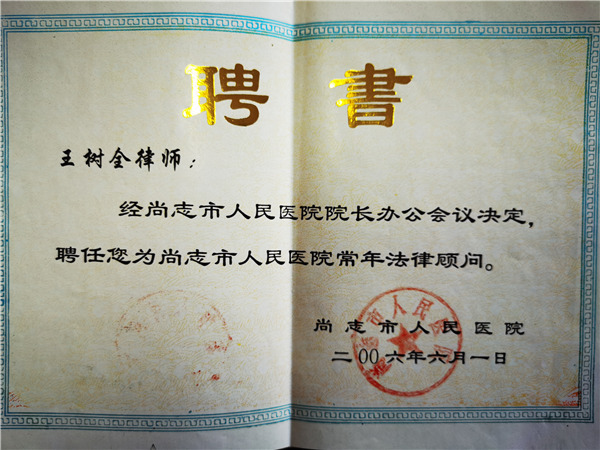 聘書
王树全律师：
经尚志市人民医院院长办公会议决定，
聘任您为尚志市人民医院常年法律顾问。
尚志市人民医院
二00六年六月一日